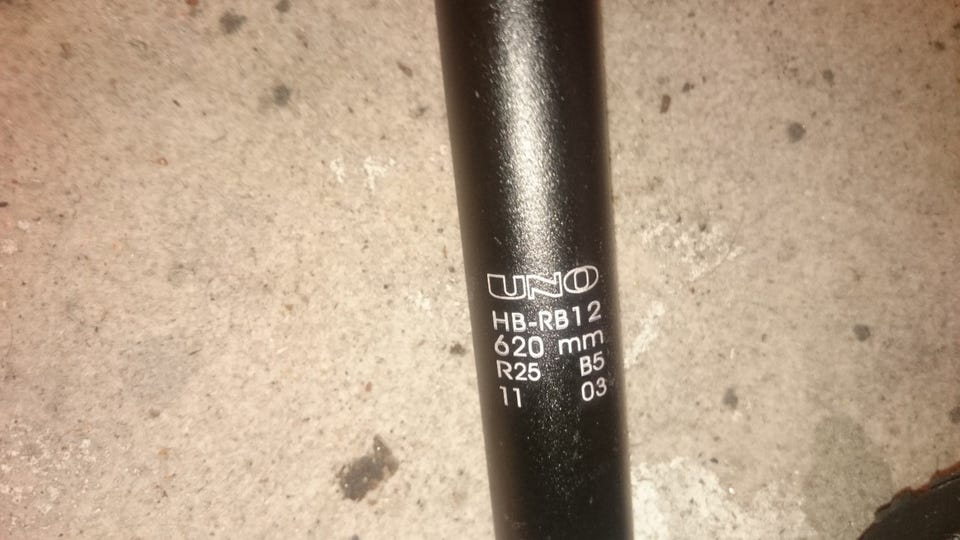 UNO
HB-RB12
620 mm
R25 B5
11 03